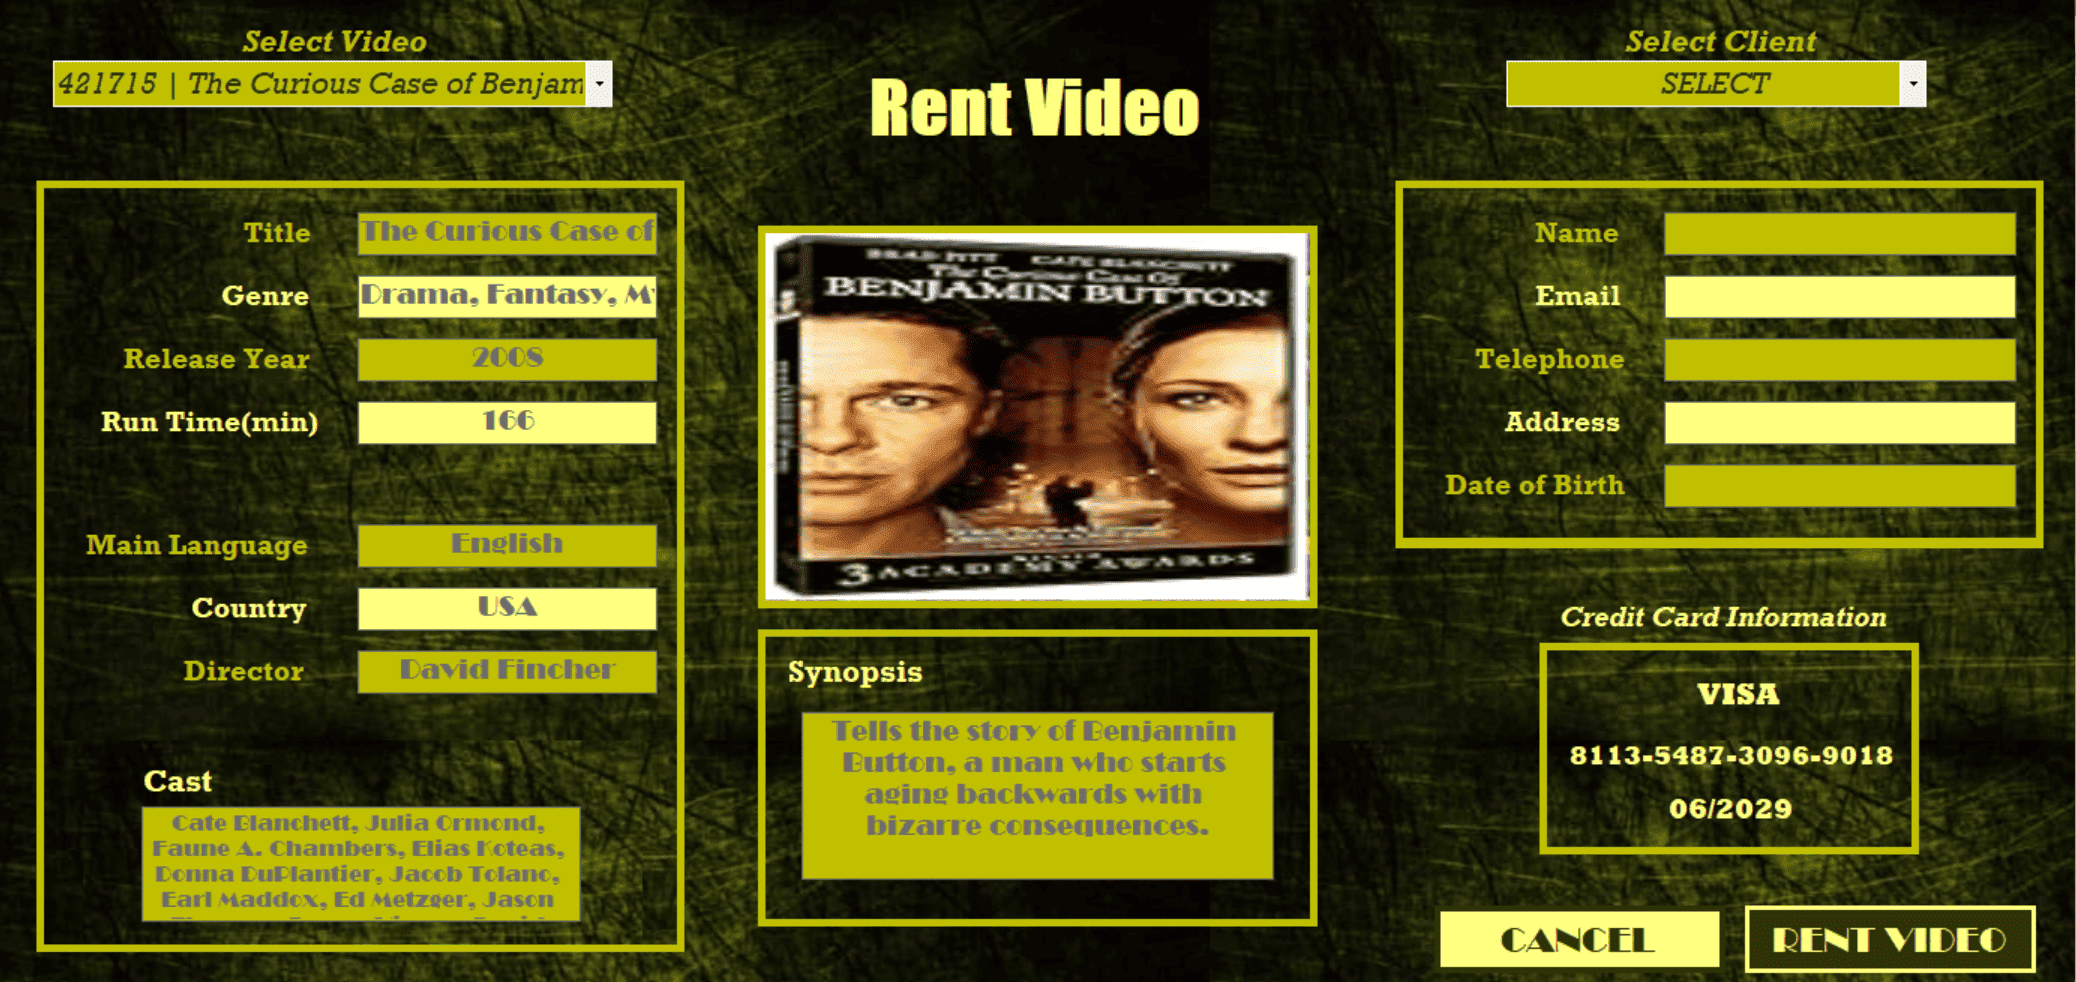 Select Video
421715 | The Curious Case of Benjam
Rent Video
Select Client
SELECT
Title
The Curious Case of
Genre
Drama, Fantasy, My
Release Year
2008
Run Time(min)
166
Main Language
English
Country
USA
Director
David Fincher
Cast
Cate Blanchett, Julia Ormond,
Faune A. Chambers, Elias Koteas,
Donna DuPlantier, Jacob Tolano,
Earl Maddox, Ed Metzger, Jason
BRAD PITT CATE BLANCHETT
The Curious Case Of
BENJAMIN BUTTON
WINNER
3 ACADEMY AWARDS
Synopsis
Tells the story of Benjamin
Button, a man who starts
aging backwards with
bizarre consequences.
Name
Email
Telephone
Address
Date of Birth
Credit Card Information
VISA
8113-5487-3096-9018
06/2029
CANCEL
RENT VIDEO